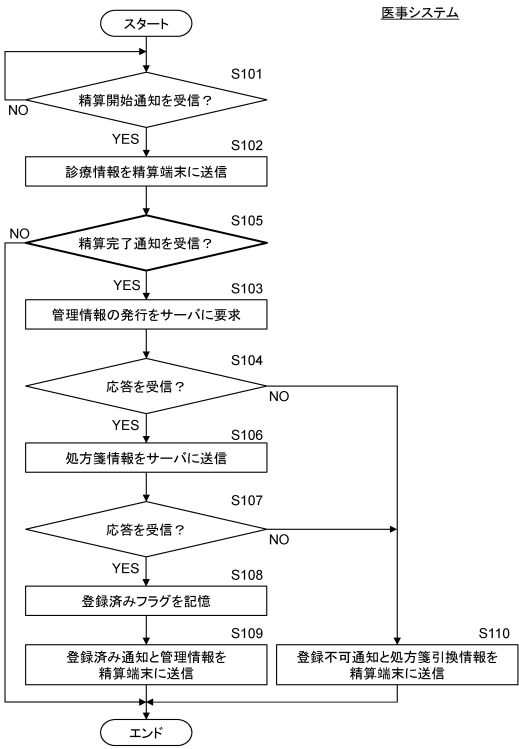 医事システム
スタート
S101
精算開始通知を受信？
NO
YES
S102
診療情報を精算端末に送信
S105
精算完了通知を受信？
NO
YES
S103
管理情報の発行をサーバに要求
S104
応答を受信？
NO
YES
S106
処方箋情報をサーバに送信
S107
応答を受信？
NO
YES
S108
登録済みフラグを記憶
S109
登録済み通知と管理情報を
精算端末に送信
S110
登録不可通知と処方箋引換情報を
精算端末に送信
エンド